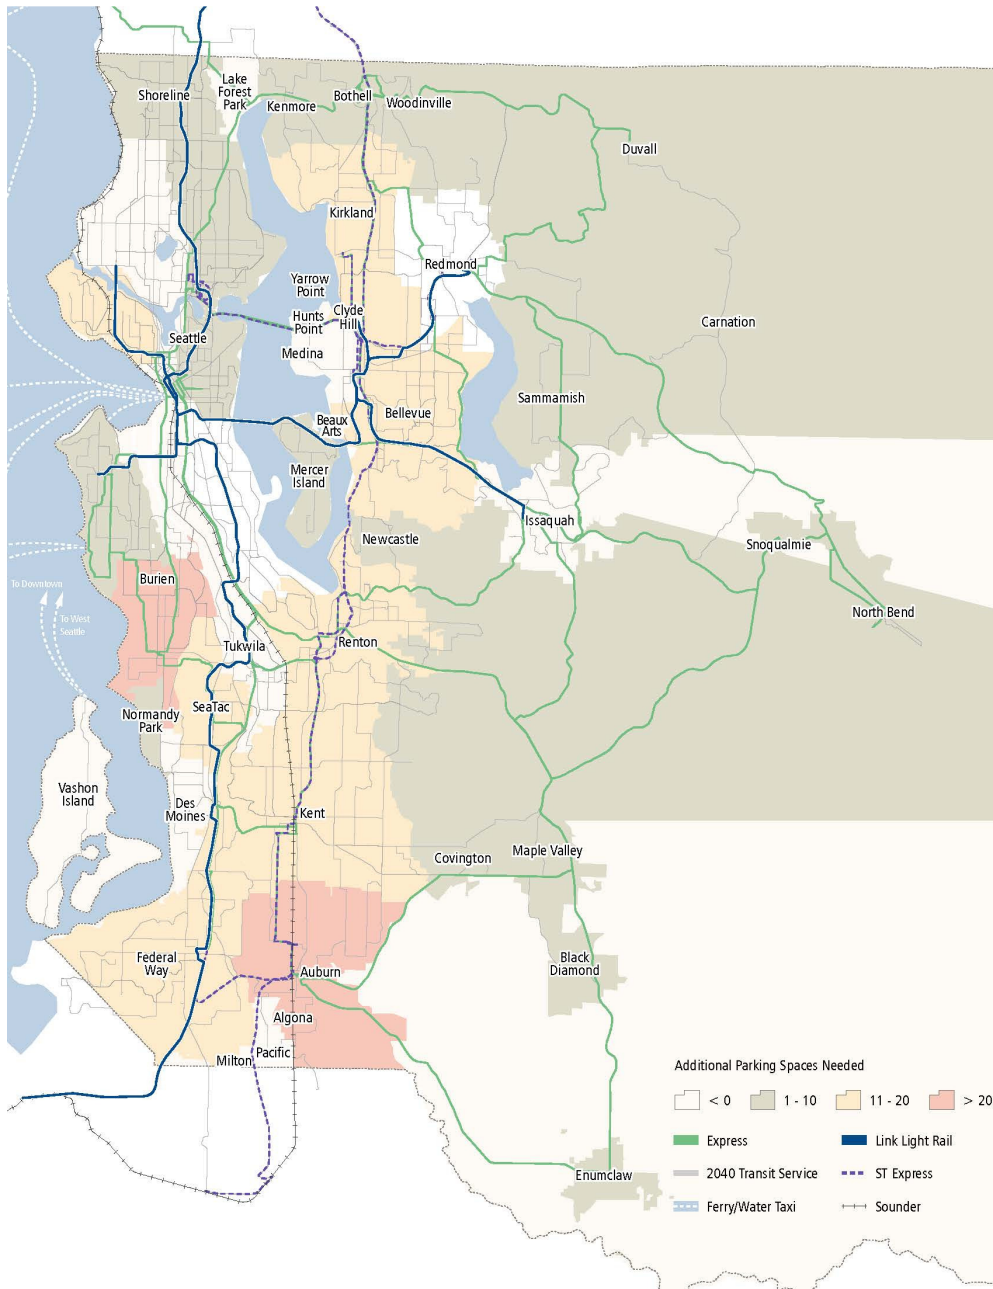 Shoreline
Lake
Forest
Park
Kenmore
Bothell
Woodinville
Duvall
Kirkland
Redmond
Yarrow
Point
Hunts
Point
Clyde
Hill
Carnation
Seattle
Medina
Sammamish
Beaux
Arts
Bellevue
Mercer
Island
Issaquah
Newcastle
Snoqualmie
Burien
To Downtown
To West
Seattle
North Bend
Tukwila
Renton
Normandy
Park
SeaTac
Vashon
Island
Des
Moines
Kent
Covington
Maple Valley
Federal
Way
Auburn
Black
Diamond
Algona
Milton
Pacific
Enumclaw
Additional Parking Spaces Needed
< 0
1 - 10
11 - 20
> 20
Express
Link Light Rail
2040 Transit Service
ST Express
Ferry/Water Taxi
Sounder